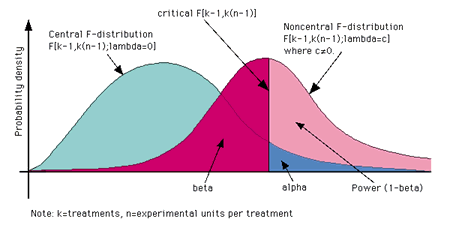 critical F[k-1,k(n-1)]
Central F-distribution
F[k-1,k(n-1);lambda=0]
Noncentral F-distribution
F[k-1,k(n-1);lambda=c]
where c≠0.
Probability density
beta
alpha
Power (1-beta)
Note: k=treatments, n=experimental units per treatment